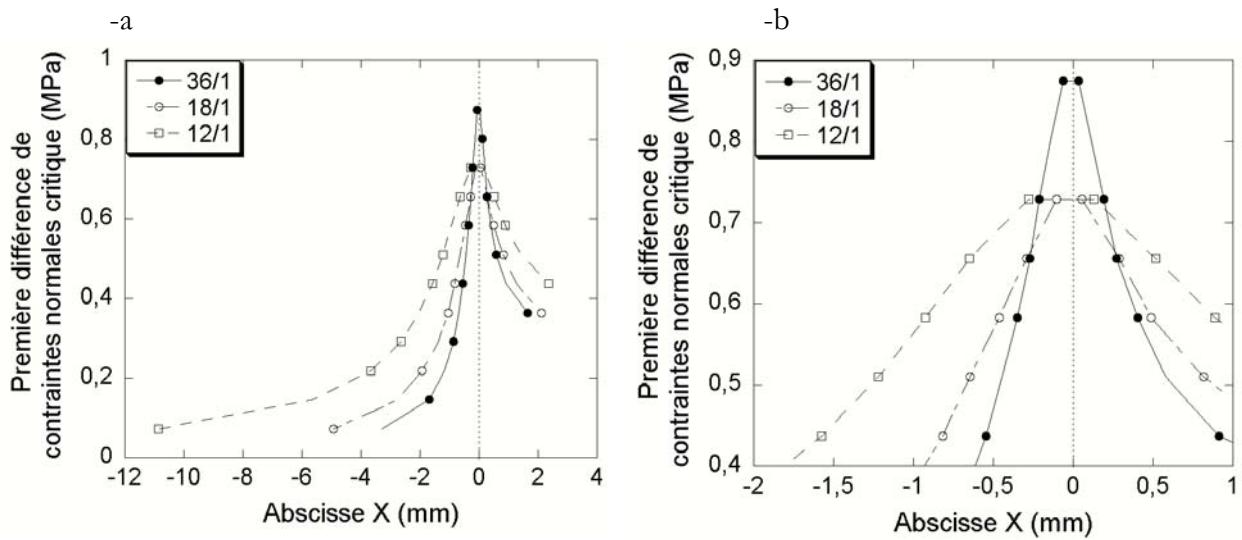 -a
-b
Première différence de
contraintes normales critique (MPa)
1
0,8
0,6
0,4
0,2
0
36/1
18/1
12/1
-12 -10 -8 -6 -4 -2 0 2 4
Abscisse X (mm)
Première différence de
contraintes normales critique (MPa)
0,9
0,8
0,7
0,6
0,5
0,4
36/1
18/1
12/1
-2 -1,5 -1 -0,5 0 0,5 1
Abscisse X (mm)